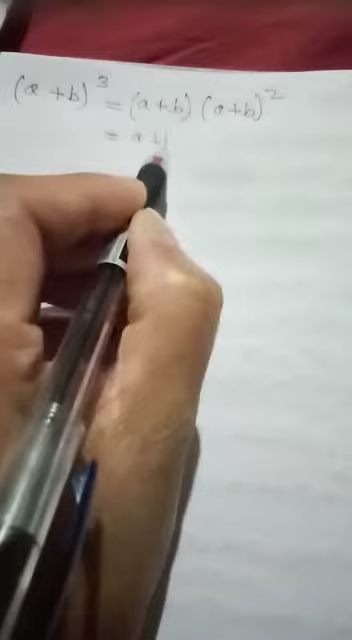 (a + b)³ = (a+b) (a+b)²
= a+